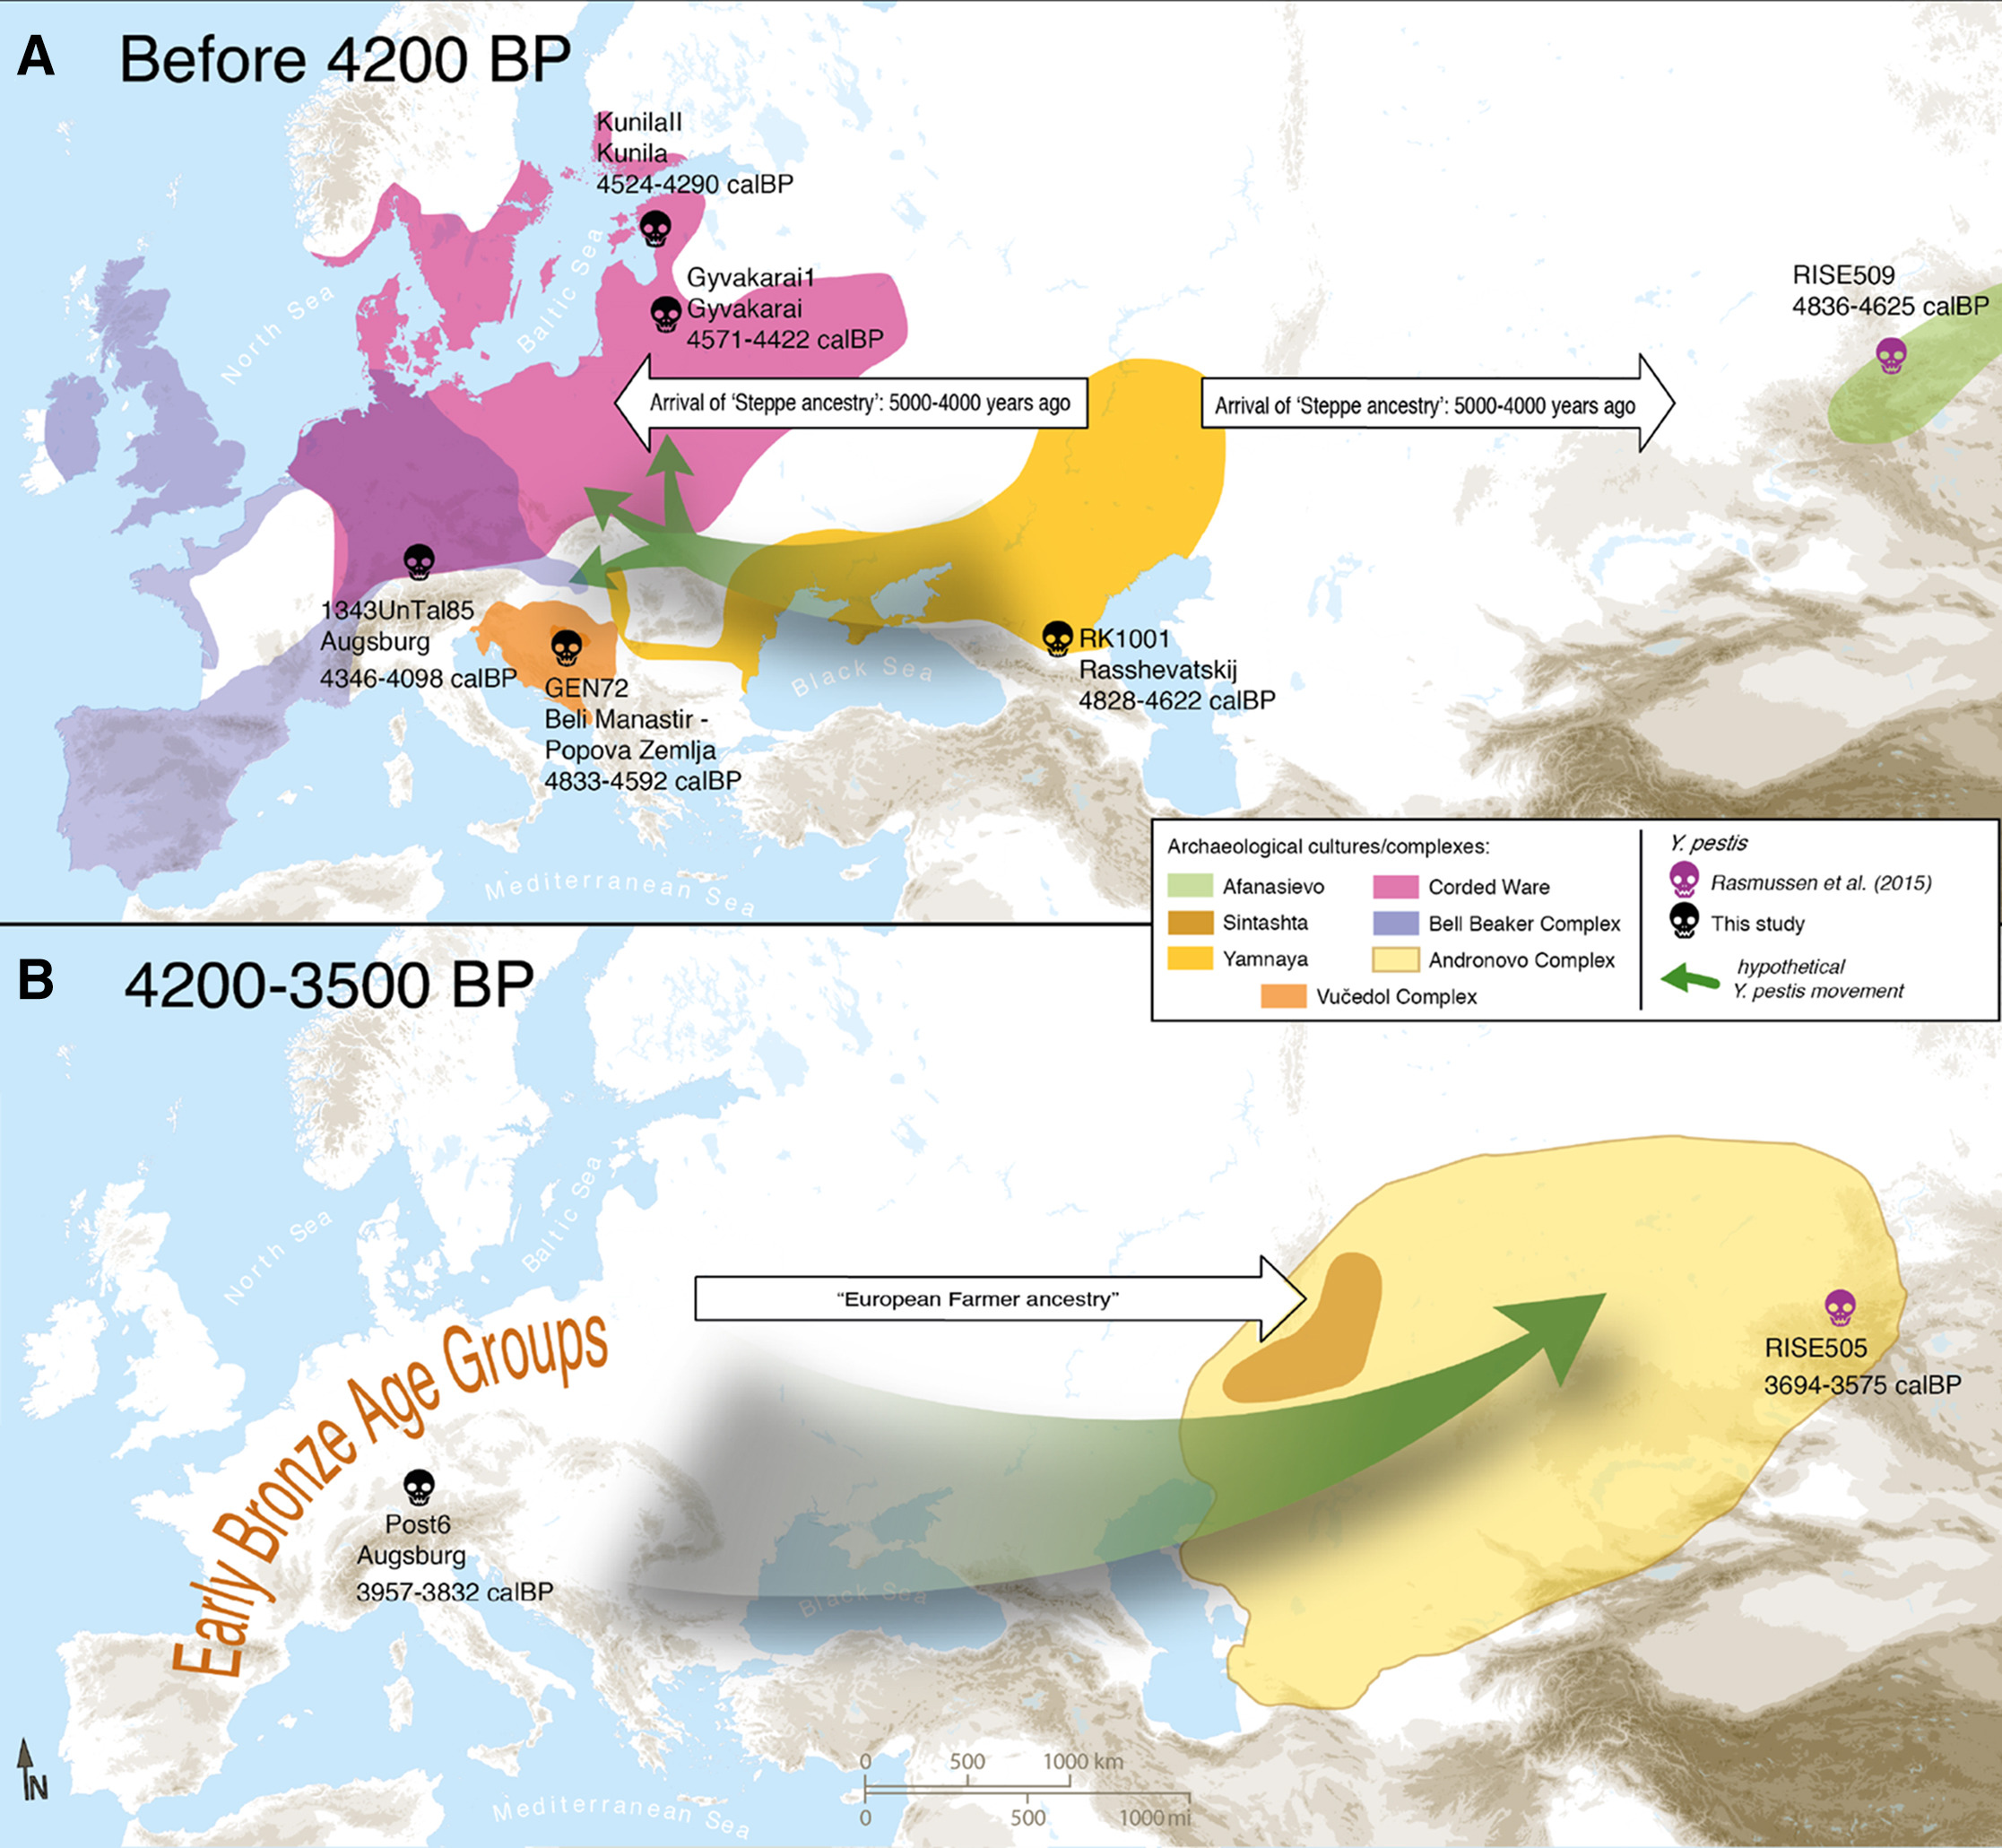 A Before 4200 BP
KunilaII
Kunila
4524-4290 calBP
Gyvakarai1
Gyvakarai
4571-4422 calBP
RISE509
4836-4625 calBP
North Sea
Baltic Sea
Arrival of ‘Steppe ancestry’: 5000-4000 years ago
Arrival of ‘Steppe ancestry’: 5000-4000 years ago
1343UnTal85
Augsburg
4346-4098 calBP
GEN72
Beli Manastir -
Popova Zemlja
4833-4592 calBP
RK1001
Rasshevatskij
4828-4622 calBP
Black Sea
Mediterranean Sea
Archaeological cultures/complexes:
Afanasievo
Sintashta
Yamnaya
Corded Ware
Bell Beaker Complex
Andronovo Complex
Vučedol Complex
Y. pestis
Rasmussen et al. (2015)
This study
hypothetical
Y. pestis movement
B 4200-3500 BP
North Sea
Baltic Sea
“European Farmer ancestry”
Early Bronze Age Groups
RISE505
3694-3575 calBP
Post6
Augsburg
3957-3832 calBP
Black Sea
Mediterranean Sea
N
0 500 1000 km
0 500 1000 mi